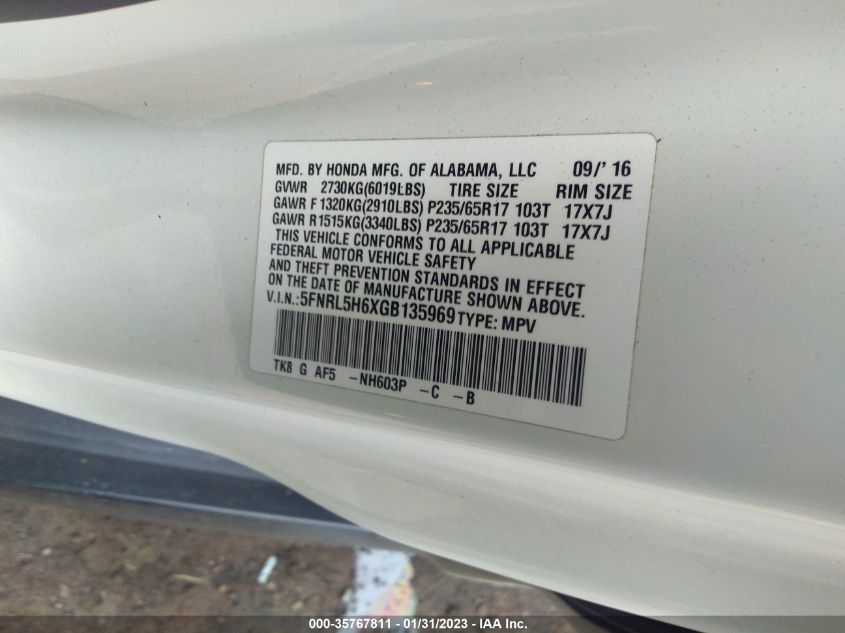 MFD. BY HONDA MFG. OF ALABAMA, LLC 09/' 16
GVWR 2730KG(6019LBS) TIRE SIZE RIM SIZE
GAWR F1320KG(2910LBS) P235/65R17 103T 17X7J
GAWR R1515KG(3340LBS) P235/65R17 103T 17X7J
THIS VEHICLE CONFORMS TO ALL APPLICABLE
FEDERAL MOTOR VEHICLE SAFETY
AND THEFT PREVENTION STANDARDS IN EFFECT
ON THE DATE OF MANUFACTURE SHOWN ABOVE.
V.I.N.:5FNRL5H6XGB135969 TYPE: MPV
TK8 G AF5 -NH603P -C -B
000-35767811 - 01/31/2023 - IAA Inc.